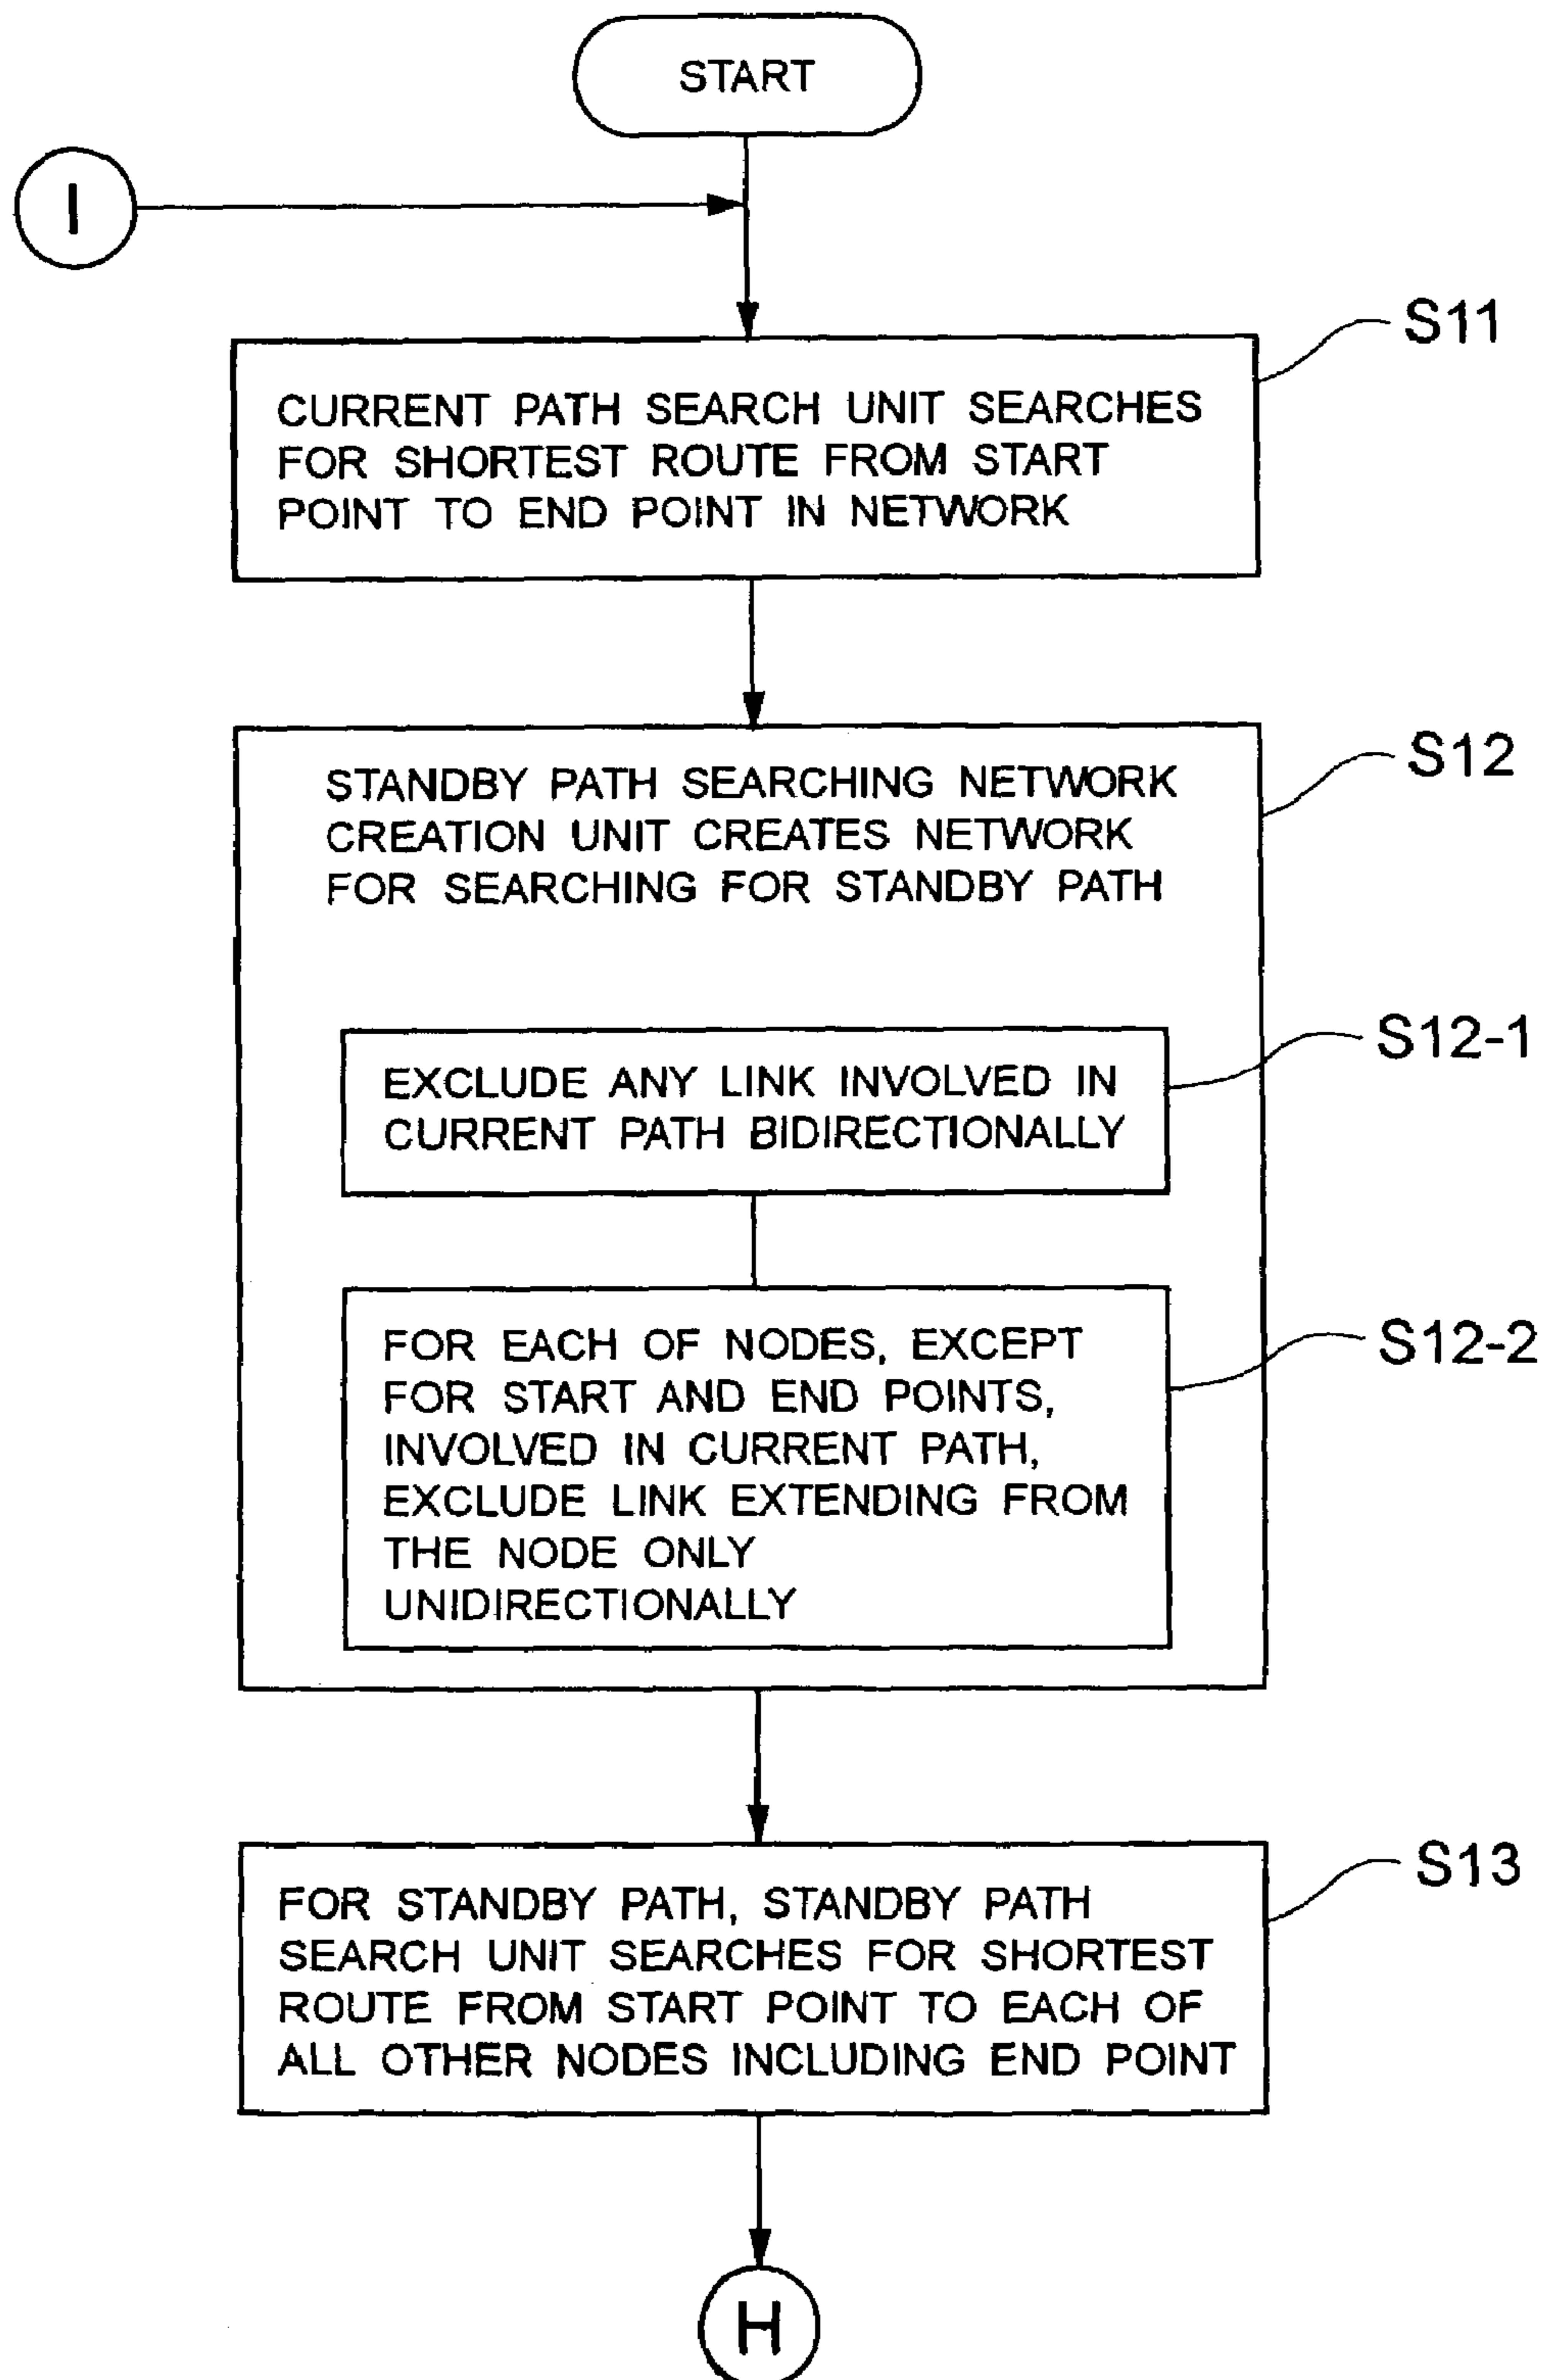 START
I
S11
CURRENT PATH SEARCH UNIT SEARCHES
FOR SHORTEST ROUTE FROM START
POINT TO END POINT IN NETWORK
S12
STANDBY PATH SEARCHING NETWORK
CREATION UNIT CREATES NETWORK
FOR SEARCHING FOR STANDBY PATH
S12-1
EXCLUDE ANY LINK INVOLVED IN
CURRENT PATH BIDIRECTIONALLY
S12-2
FOR EACH OF NODES, EXCEPT
FOR START AND END POINTS,
INVOLVED IN CURRENT PATH,
EXCLUDE LINK EXTENDING FROM
THE NODE ONLY
UNIDIRECTIONALLY
S13
FOR STANDBY PATH, STANDBY PATH
SEARCH UNIT SEARCHES FOR SHORTEST
ROUTE FROM START POINT TO EACH OF
ALL OTHER NODES INCLUDING END POINT
H